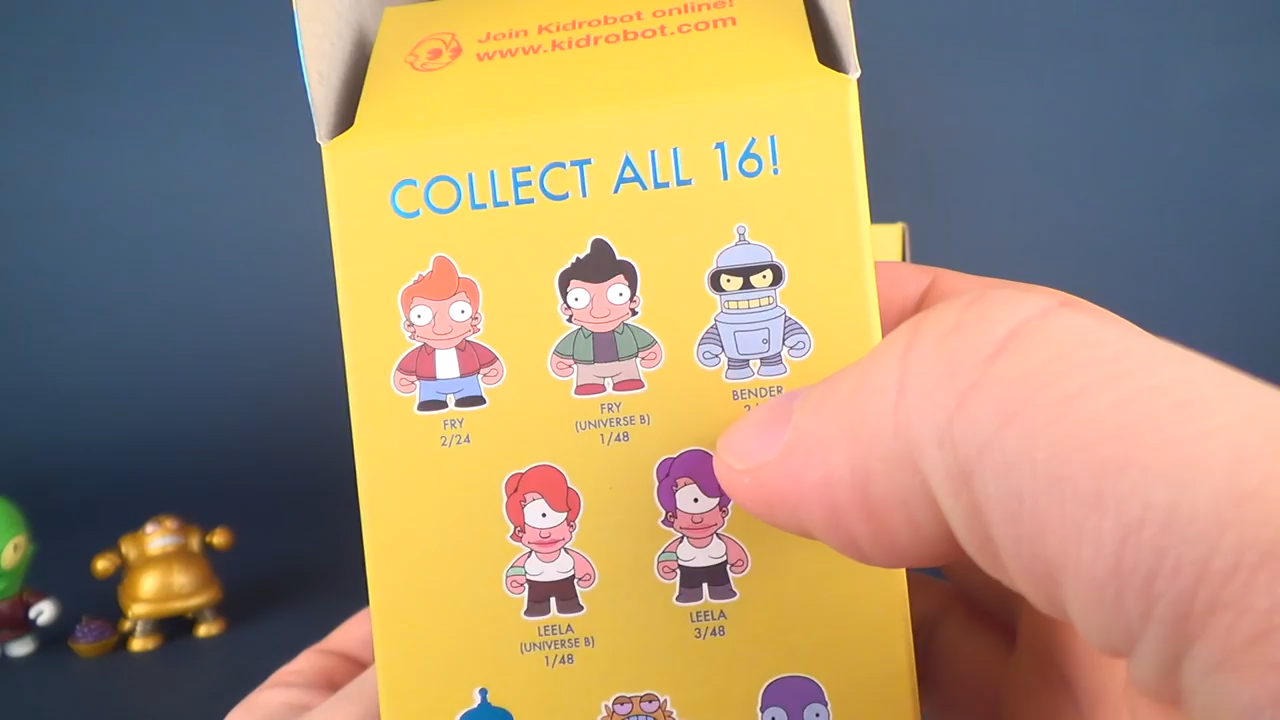 Join Kidrobot online!
www.kidrobot.com
COLLECT ALL 16!
FRY
2/24
FRY
(UNIVERSE B)
1/48
BENDER
LEELA
(UNIVERSE B)
1/48
LEELA
3/48